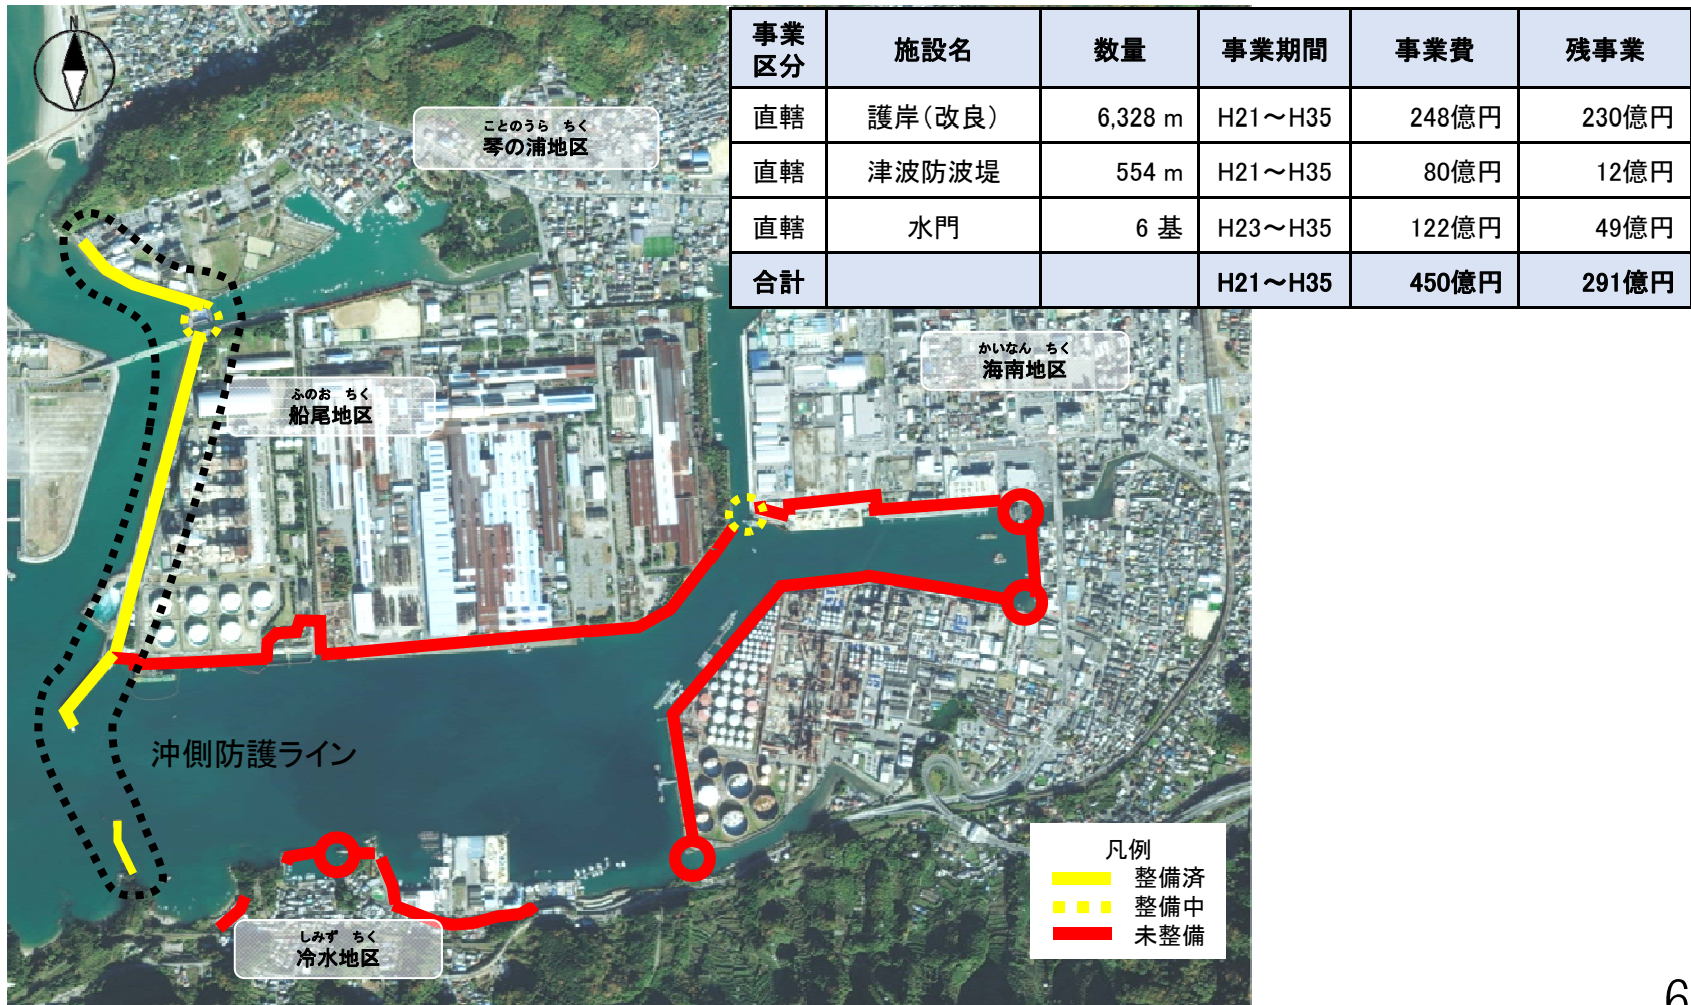 N
事業
区分 施設名 数量 事業期間 事業費 残事業
直轄 護岸(改良) 6,328 m H21～H35 248億円 230億円
直轄 津波防波堤 554 m H21～H35 80億円 12億円
直轄 水門 6 基 H23～H35 122億円 49億円
合計 H21～H35 450億円 291億円
ことのうら ちく
琴の浦地区
かいなん ちく
海南地区
ふのお ちく
船尾地区
沖側防護ライン
しみず ちく
冷水地区
凡例
整備済
整備中
未整備
6